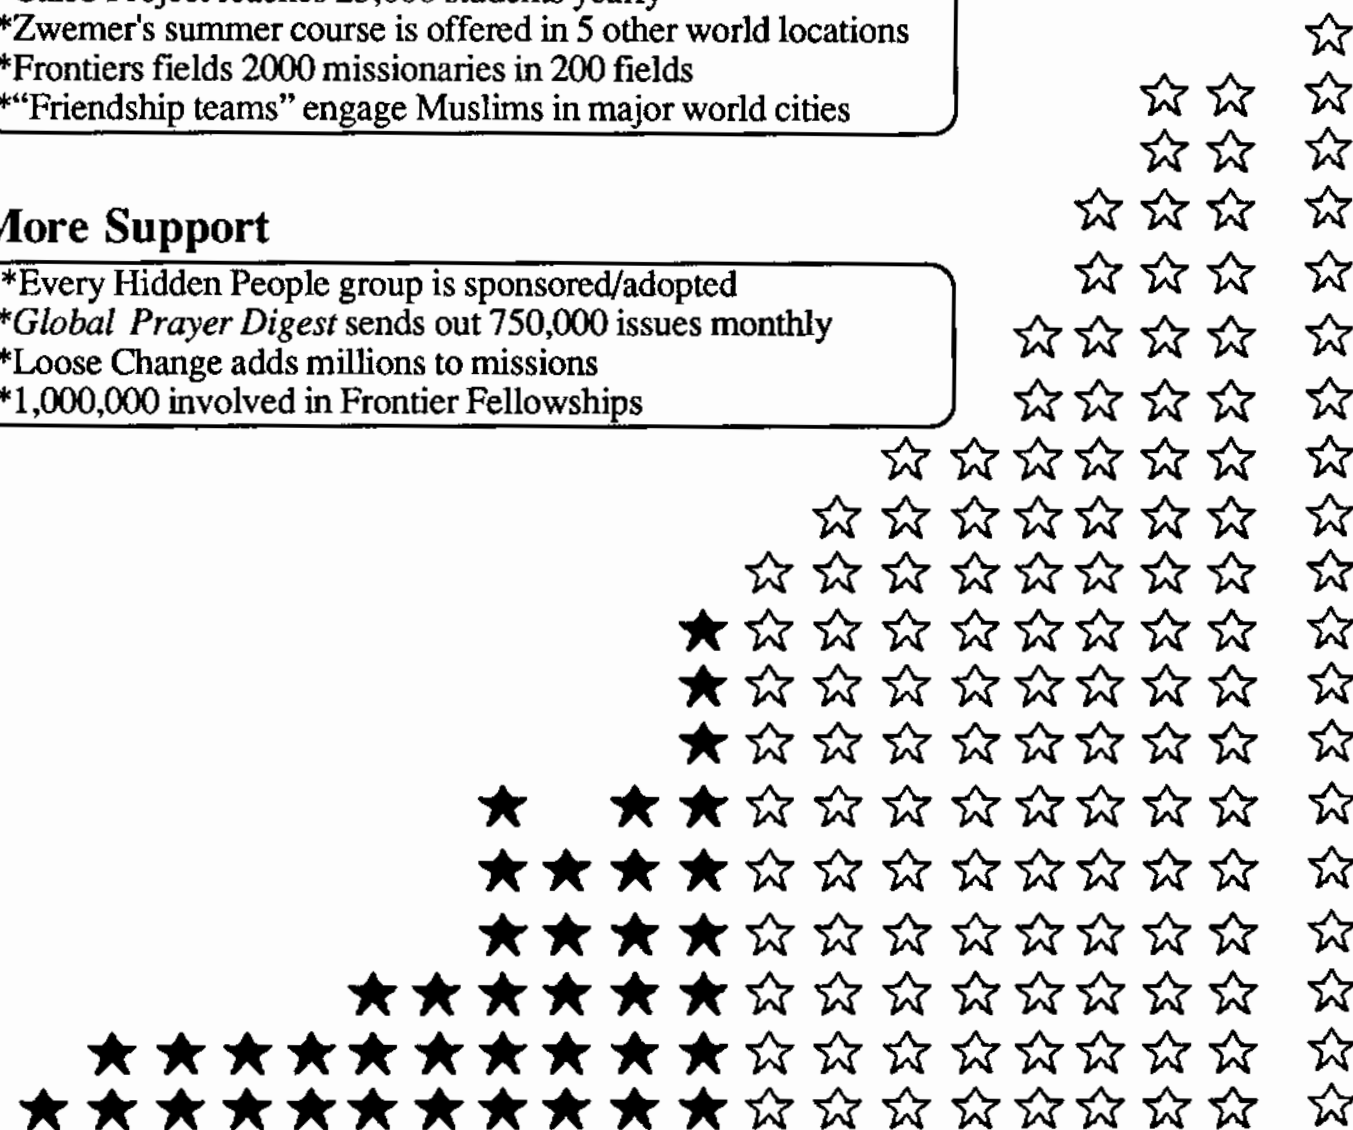 *Zwemer's summer course is offered in 5 other world locations
*Frontiers fields 2000 missionaries in 200 fields
*“Friendship teams” engage Muslims in major world cities
More Support
*Every Hidden People group is sponsored/adopted
*Global Prayer Digest sends out 750,000 issues monthly
*Loose Change adds millions to missions
*1,000,000 involved in Frontier Fellowships